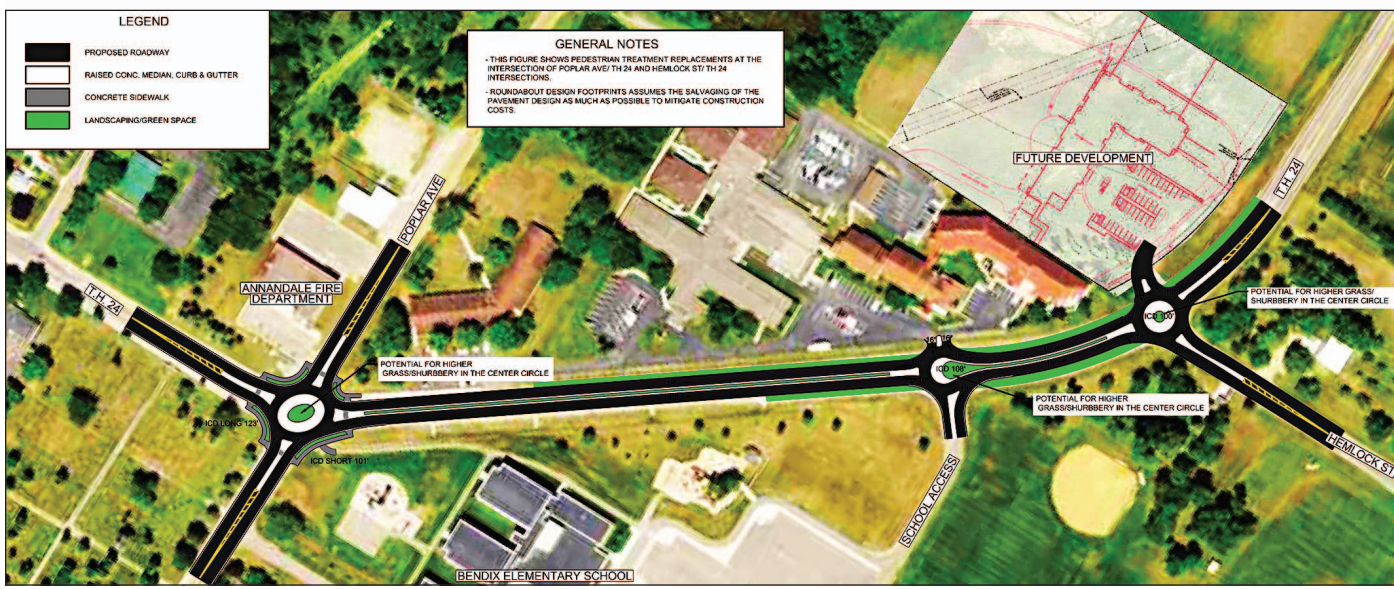 LEGEND
PROPOSED ROADWAY
RAISED CONC. MEDIAN, CURB & GUTTER
CONCRETE SIDEWALK
LANDSCAPING/GREEN SPACE
GENERAL NOTES
- THIS FIGURE SHOWS PEDESTRIAN TREATMENT REPLACEMENTS AT THE
INTERSECTION OF POPLAR AVE/ TH 24 AND HEMLOCK ST/ TH 24
INTERSECTIONS.
- ROUNDABOUT DESIGN FOOTPRINTS ASSUMES THE SALVAGING OF THE
PAVEMENT DESIGN AS MUCH AS POSSIBLE TO MITIGATE CONSTRUCTION
COSTS.
FUTURE DEVELOPMENT
T.H. 24
POPLAR AVE
ANNANDALE FIRE
DEPARTMENT
T.H. 24
POTENTIAL FOR HIGHER GRASS/
SHURBBERY IN THE CENTER CIRCLE
ICD 100'
16' 16'
ICD 108'
POTENTIAL FOR HIGHER
GRASS/SHURBBERY IN THE CENTER CIRCLE
POTENTIAL FOR HIGHER
GRASS/SHURBBERY IN THE CENTER CIRCLE
ICD LONG 123'
ICD SHORT 101'
HEMLOCK ST
SCHOOL ACCESS
BENDIX ELEMENTARY SCHOOL